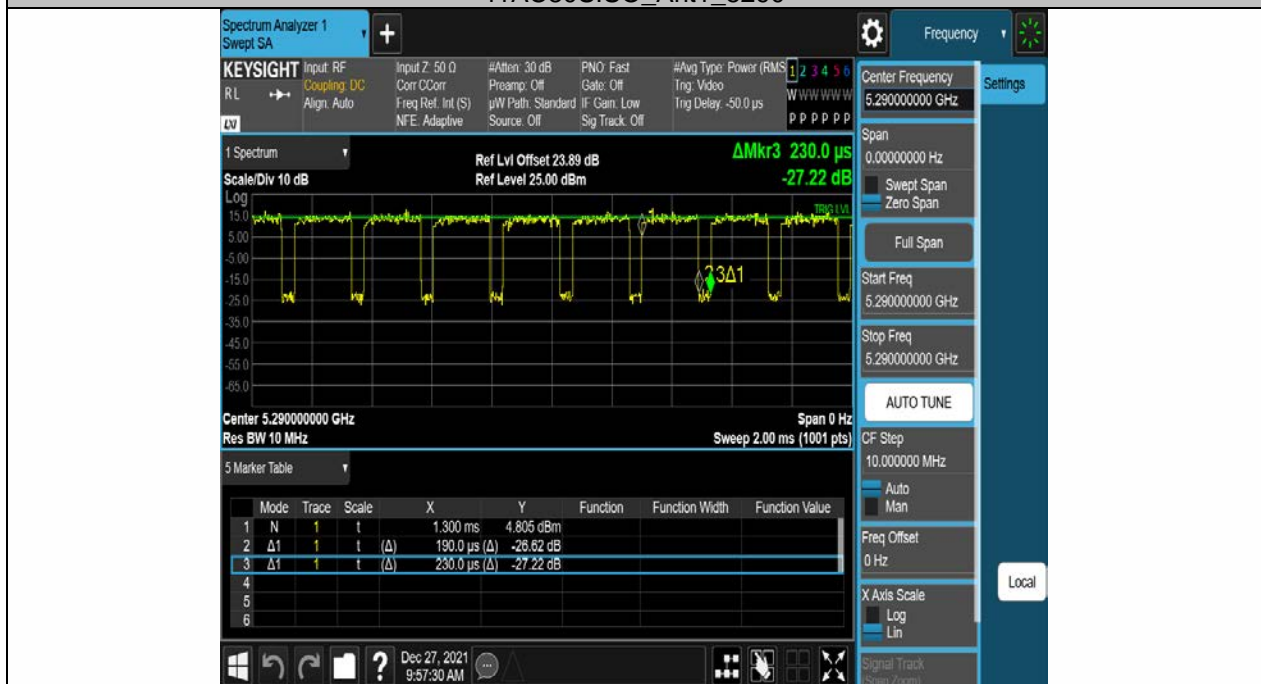 Spectrum Analyzer 1
Swept SA
+
Frequency
KEYSIGHT
RL
LXI
Input: RF
Coupling: DC
Align: Auto
Input Z: 50 Ω
Corr CCorr
Freq Ref: Int (S)
NFE: Adaptive
#Atten: 30 dB
Preamp: Off
µW Path: Standard
Source: Off
PNO: Fast
Gate: Off
IF Gain: Low
Sig Track: Off
#Avg Type: Power (RMS
Trig: Video
Trig Delay: -50.0 µs
1 2 3 4 5 6
W W W W W W
P P P P P P
1 Spectrum
Scale/Div 10 dB
Ref Lvl Offset 23.89 dB
Ref Level 25.00 dBm
ΔMkr3 230.0 µs
-27.22 dB
Log
TRIG LVL
15.0
5.00
-5.00
-15.0
-25.0
-35.0
-45.0
-55.0
-65.0
3Δ1
Center 5.290000000 GHz
Res BW 10 MHz
Span 0 Hz
Sweep 2.00 ms (1001 pts)
5 Marker Table
Mode Trace Scale X Y Function Function Width Function Value
1 N 1 t 1.300 ms 4.805 dBm
2 Δ1 1 t (Δ) 190.0 µs (Δ) -26.62 dB
3 Δ1 1 t (Δ) 230.0 µs (Δ) -27.22 dB
4
5
6
Dec 27, 2021
9:57:30 AM
Center Frequency
5.290000000 GHz
Settings
Span
0.00000000 Hz
Swept Span
Zero Span
Full Span
Start Freq
5.290000000 GHz
Stop Freq
5.290000000 GHz
AUTO TUNE
CF Step
10.000000 MHz
Auto
Man
Freq Offset
0 Hz
X Axis Scale
Log
Lin
Local
Signal Track
(Span Zoom)